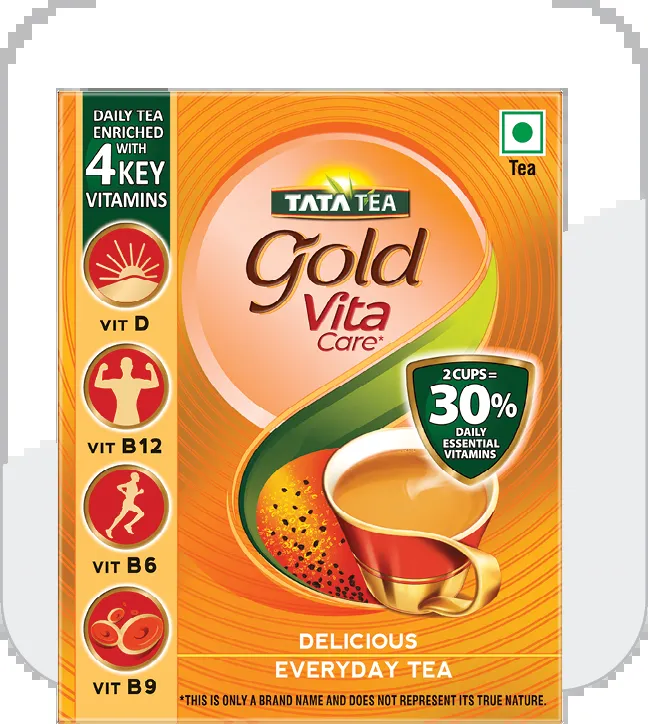 DAILY TEA
ENRICHED
WITH
4 KEY
VITAMINS
VIT D
VIT B12
VIT B6
VIT B9
Tea
TATA TEA
Gold
Vita
Care*
2 CUPS=
30%
DAILY
ESSENTIAL
VITAMINS
DELICIOUS
EVERYDAY TEA
*THIS IS ONLY A BRAND NAME AND DOES NOT REPRESENT ITS TRUE NATURE.